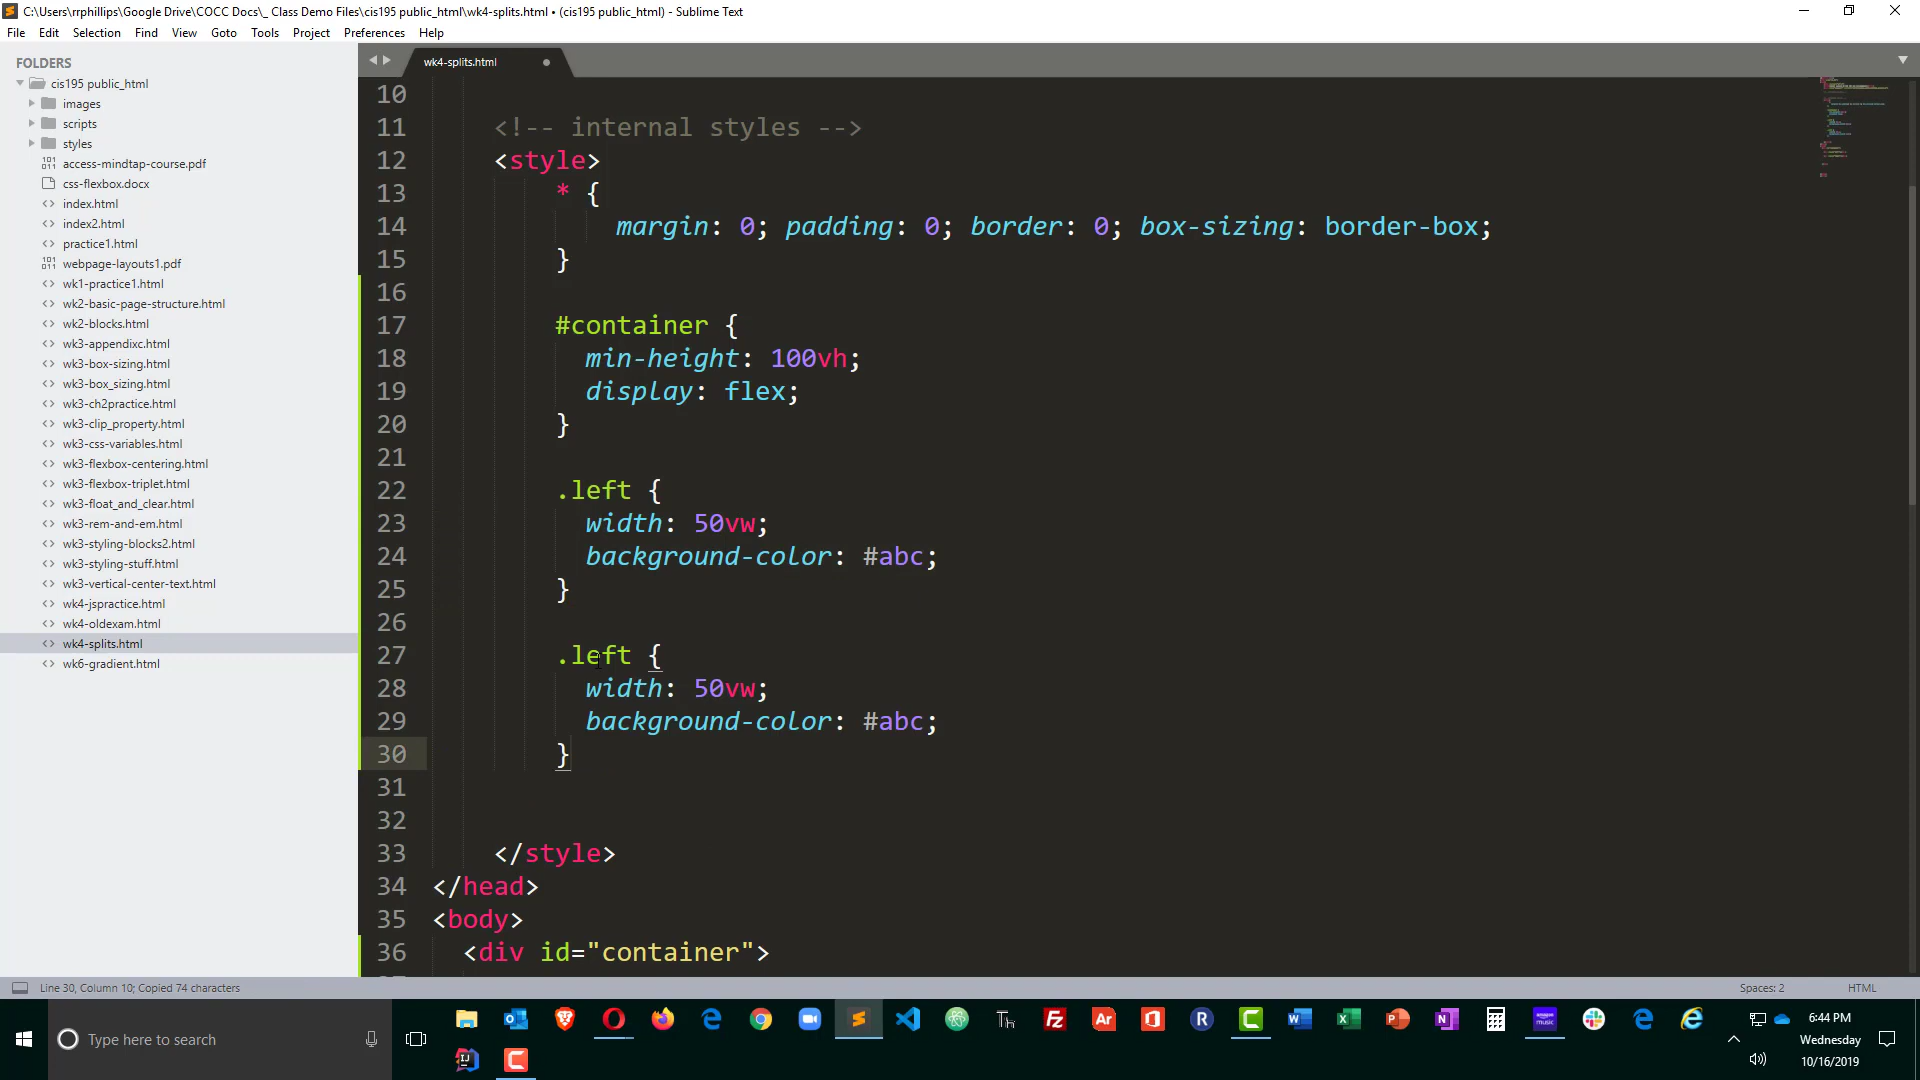 C:\Users\rrphillips\Google Drive\COCC Docs\_ Class Demo Files\cis195 public_html\wk4-splits.html • (cis195 public_html) - Sublime Text
File Edit Selection Find View Goto Tools Project Preferences Help
FOLDERS
cis195 public_html
images
scripts
styles
access-mindtap-course.pdf
css-flexbox.docx
index.html
index2.html
practice1.html
webpage-layouts1.pdf
wk1-practice1.html
wk2-basic-page-structure.html
wk2-blocks.html
wk3-appendixc.html
wk3-box-sizing.html
wk3-box_sizing.html
wk3-ch2practice.html
wk3-clip_property.html
wk3-css-variables.html
wk3-flexbox-centering.html
wk3-flexbox-triplet.html
wk3-float_and_clear.html
wk3-rem-and-em.html
wk3-styling-blocks2.html
wk3-styling-stuff.html
wk3-vertical-center-text.html
wk4-jspractice.html
wk4-oldexam.html
wk4-splits.html
wk6-gradient.html
wk4-splits.html
10
11 <!-- internal styles -->
12 <style>
13 * {
14 margin: 0; padding: 0; border: 0; box-sizing: border-box;
15 }
16
17 #container {
18 min-height: 100vh;
19 display: flex;
20 }
21
22 .left {
23 width: 50vw;
24 background-color: #abc;
25 }
26
27 .left {
28 width: 50vw;
29 background-color: #abc;
30 }
31
32
33 </style>
34 </head>
35 <body>
36 <div id="container">
Line 30, Column 10; Copied 74 characters
Spaces: 2 HTML
Type here to search
6:44 PM
Wednesday
10/16/2019